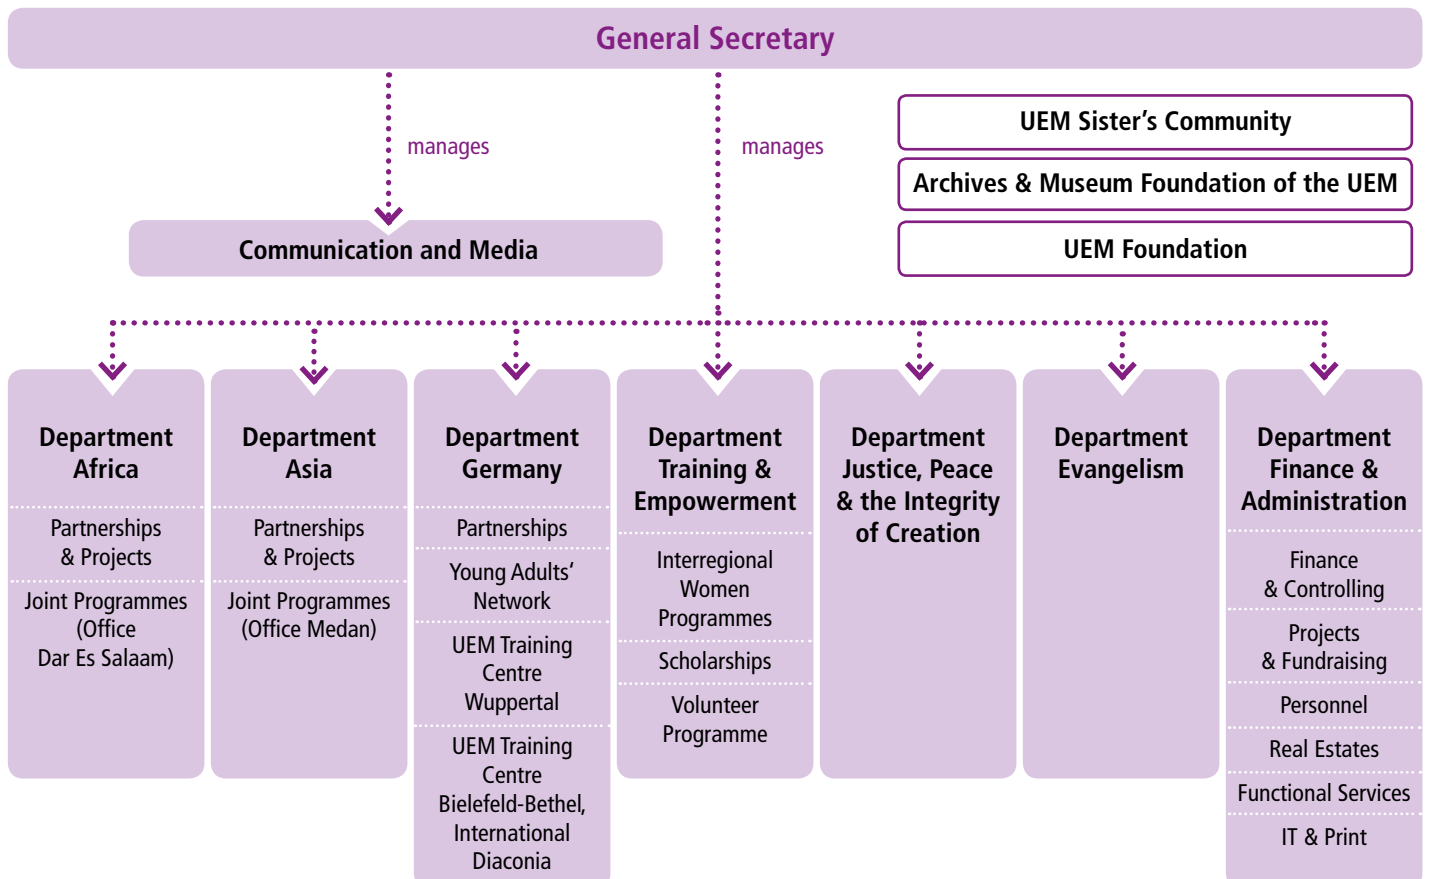 General Secretary
manages
manages
UEM Sister’s Community
Archives & Museum Foundation of the UEM
UEM Foundation
Communication and Media
Department
Africa
Partnerships
& Projects
Joint Programmes
(Office
Dar Es Salaam)
Department
Asia
Partnerships
& Projects
Joint Programmes
(Office Medan)
Department
Germany
Partnerships
Young Adults‘
Network
UEM Training
Centre
Wuppertal
UEM Training
Centre
Bielefeld-Bethel,
International
Diaconia
Department
Training &
Empowerment
Interregional
Women
Programmes
Scholarships
Volunteer
Programme
Department
Justice, Peace
& the Integrity
of Creation
Department
Evangelism
Department
Finance &
Administration
Finance
& Controlling
Projects
& Fundraising
Personnel
Real Estates
Functional Services
IT & Print